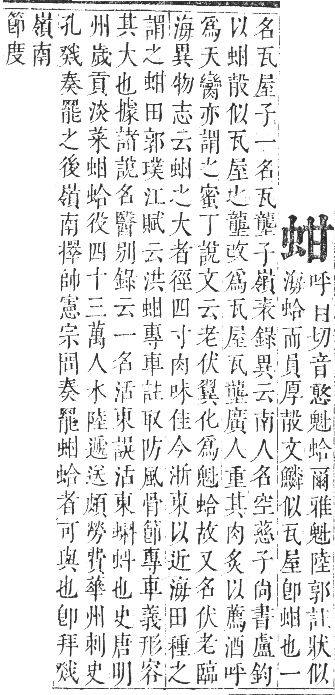 蚶
呼甘切音憨魁蛤爾雅魁陸郭註狀似
海蛤而員厚殼文鱗似瓦屋卽蚶也一
名瓦屋子一名瓦壟子嶺表錄異云南人名空慈子尚書盧鈞
以蚶殼似瓦屋之壟改爲瓦屋瓦壟廣人重其肉炙以薦酒呼
爲天臠亦謂之蜜丁說文云老伏翼化爲魁蛤故又名伏老臨
海異物志云蚶之大者徑四寸肉味佳今浙東以近海田種之
謂之蚶田郭璞江賦云洪蚶專車註取防風骨節專車義形容
其大也據諸說名醫別錄云一名活東誤活東蝌蚪也史唐明
州歲貢淡菜蚶蛤役四十三萬人水陸遞送頗勞費華州刺史
孔戣奏罷之後嶺南擇帥憲宗問奏罷蚶蛤者可與也卽拜戣
嶺南
節度